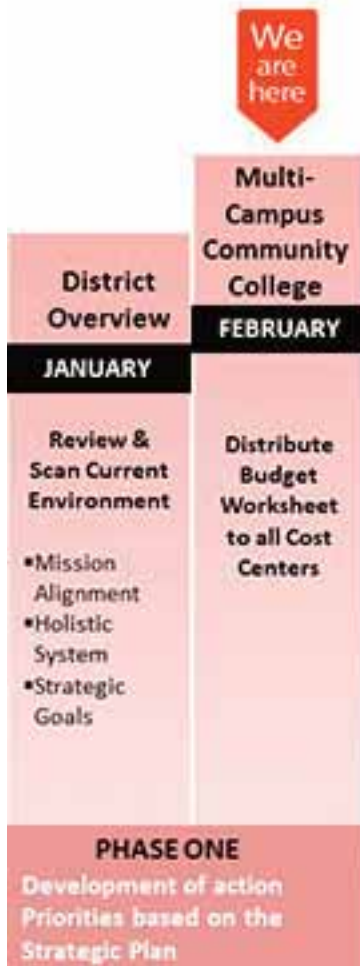 We
are
here
District
Overview
JANUARY
Review &
Scan Current
Environment
▪Mission
Alignment
▪Holistic
System
▪Strategic
Goals
Multi-
Campus
Community
College
FEBRUARY
Distribute
Budget
Worksheet
to all Cost
Centers
PHASE ONE
Development of action
Priorities based on the
Strategic Plan